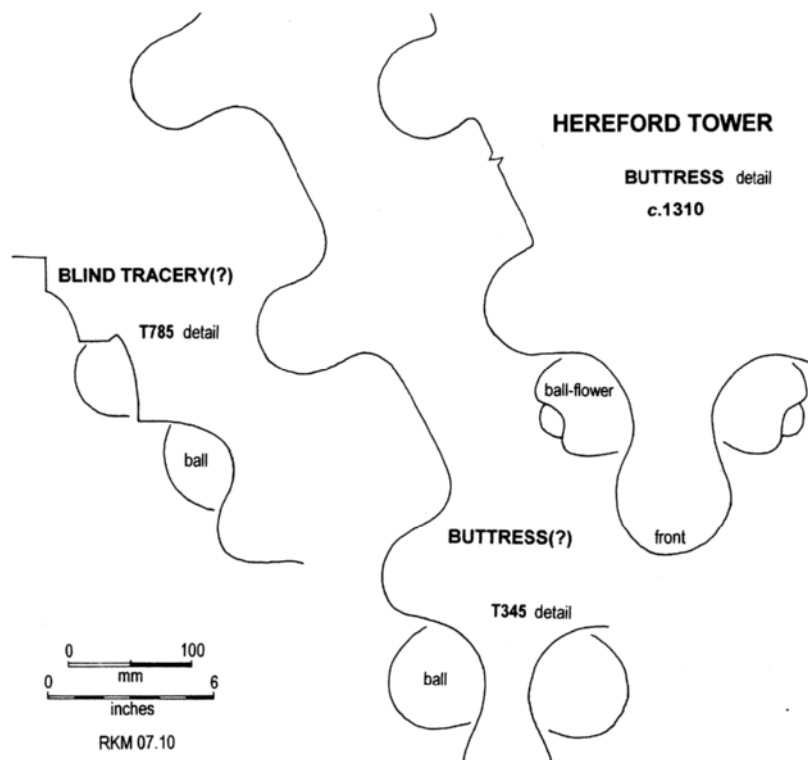 HEREFORD TOWER
BUTTRESS detail
c.1310
BLIND TRACERY(?)
T785 detail
ball-flower
ball
front
BUTTRESS(?)
T345 detail
ball
0 100
mm
0 6
inches
RKM 07.10